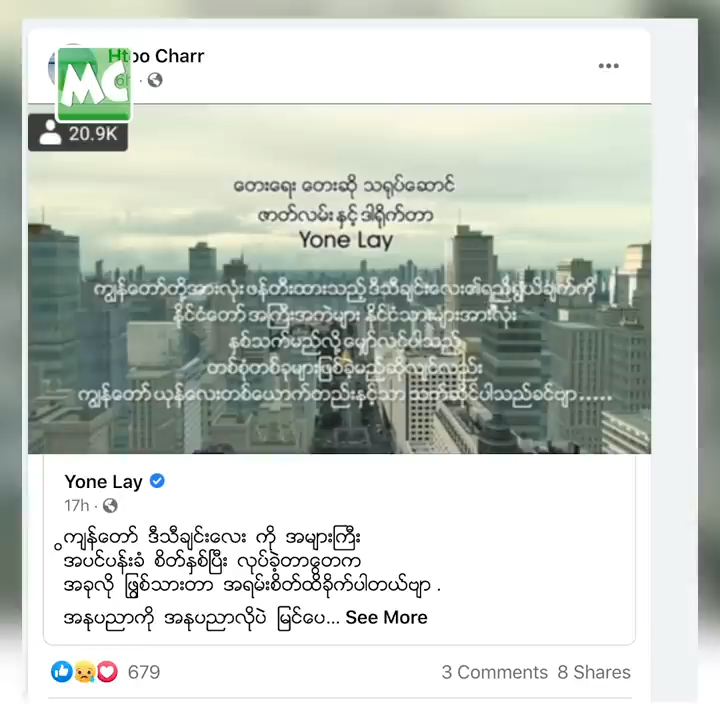 Htoo Charr
MC
6h
20.9K
တေးရေး တေးဆို သရုပ်ဆောင်
ဇာတ်လမ်းနှင့် ဒါရိုက်တာ
Yone Lay
ကျွန်တော်တို့အားလုံး ဖန်တီးထားသည့် ဒီသီချင်းလေး၏ရည်ရွယ်ချက်ကို
နိုင်ငံတော် အကြီးအကဲများ နိုင်ငံသားများအားလုံး
နှစ်သက်မည်လို့ မျှော်လင့်ပါသည်
တစ်စုံတစ်ခုများဖြစ်ခဲ့မည်ဆိုလျှင်လည်း
ကျွန်တော် ယုန်လေးတစ်ယောက်တည်းနှင့်သာ သက်ဆိုင်ပါသည်ခင်ဗျာ.....
Yone Lay
17h
ကျွန်တော် ဒီသီချင်းလေး ကို အများကြီး
အပင်ပန်းခံ စိတ်နှစ်ပြီး လုပ်ခဲ့တာတွေက
အခုလို ဖြစ်သွားတာ အရမ်းစိတ်ထိခိုက်ပါတယ်ဗျာ .
အနုပညာကို အနုပညာလိုပဲ မြင်ပေ... See More
679
3 Comments 8 Shares